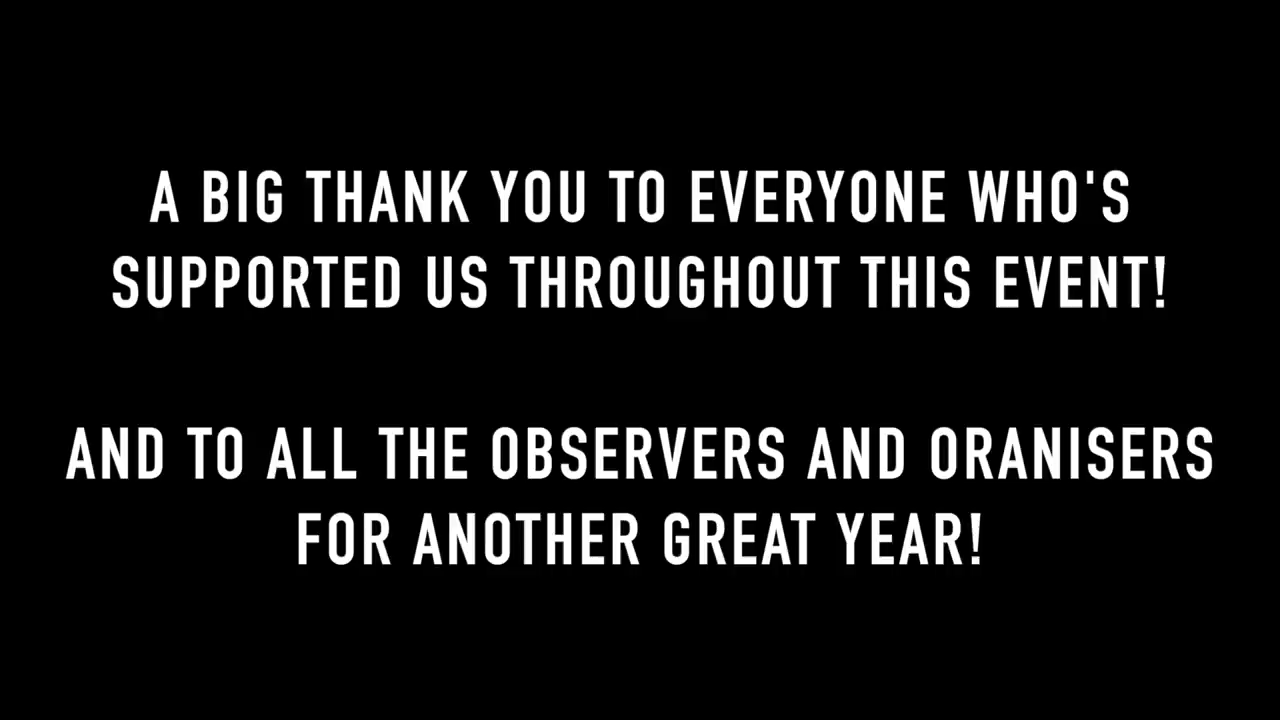 A BIG THANK YOU TO EVERYONE WHO'S
SUPPORTED US THROUGHOUT THIS EVENT!
AND TO ALL THE OBSERVERS AND ORANISERS
FOR ANOTHER GREAT YEAR!